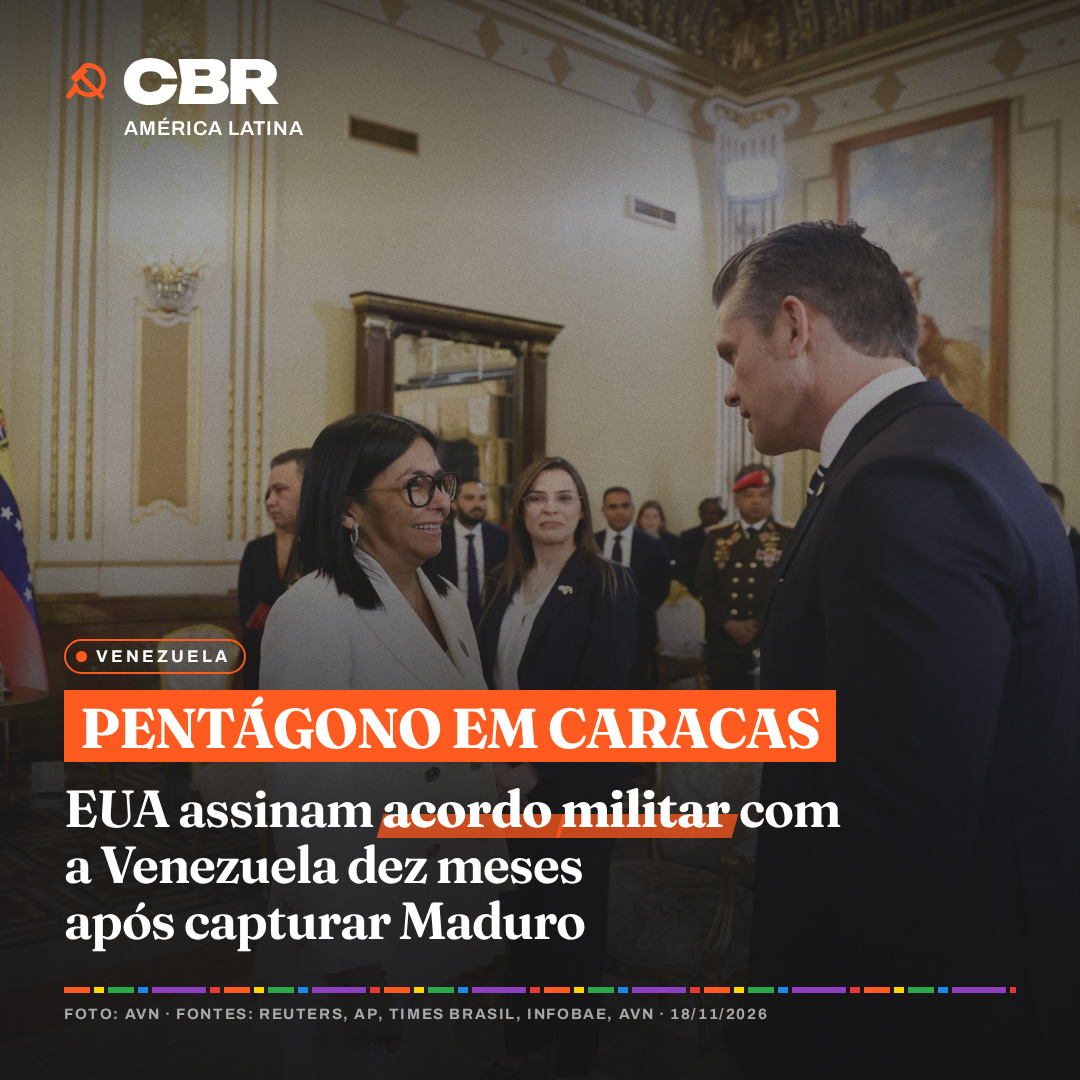 CBR
AMÉRICA LATINA
VENEZUELA
PENTÁGONO EM CARACAS
EUA assinam acordo militar com
a Venezuela dez meses
após capturar Maduro
FOTO: AVN · FONTES: REUTERS, AP, TIMES BRASIL, INFOBAE, AVN · 18/11/2026